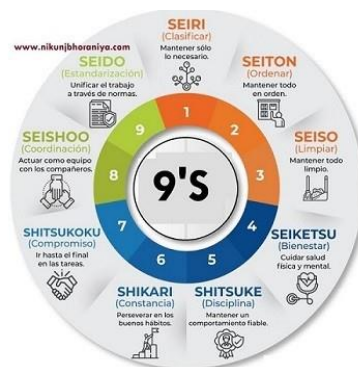 www.nikunjbhoraniya.com
SEIRI
(Clasificar)
Mantener sólo
lo necesario.
SEITON
(Ordenar)
Mantener todo
en orden.
SEISO
(Limpiar)
Mantener todo
limpio.
SEIKETSU
(Bienestar)
Cuidar salud
física y mental.
SHITSUKE
(Disciplina)
Mantener un
comportamiento fiable.
SHIKARI
(Constancia)
Perseverar en los
buenos hábitos.
SHITSUKOKU
(Compromiso)
Ir hasta el final
en las tareas.
SEISHOO
(Coordinación)
Actuar como equipo
con los compañeros.
SEIDO
(Estandarización)
Unificar el trabajo
a través de normas.
1
2
3
4
5
6
7
8
9
9'S